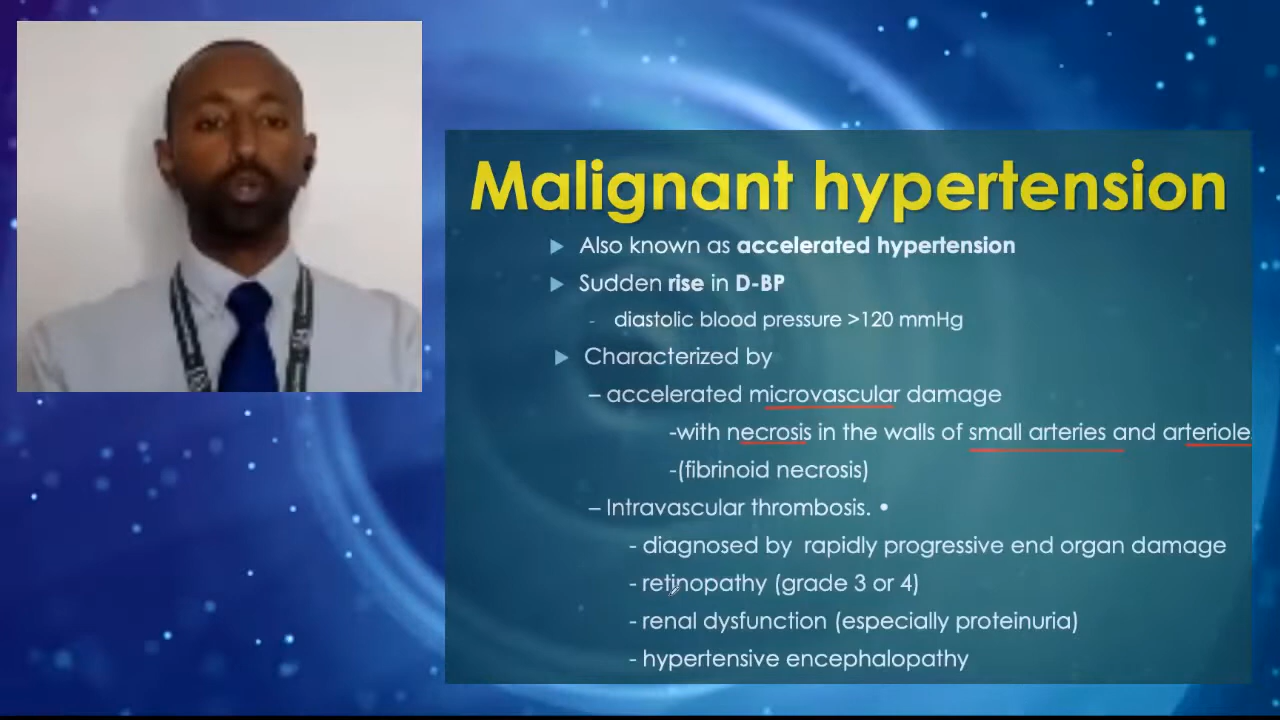 Malignant hypertension
▶ Also known as accelerated hypertension
▶ Sudden rise in D-BP
- diastolic blood pressure >120 mmHg
▶ Characterized by
– accelerated microvascular damage
-with necrosis in the walls of small arteries and arteriole
-(fibrinoid necrosis)
– Intravascular thrombosis. •
- diagnosed by rapidly progressive end organ damage
- retinopathy (grade 3 or 4)
- renal dysfunction (especially proteinuria)
- hypertensive encephalopathy